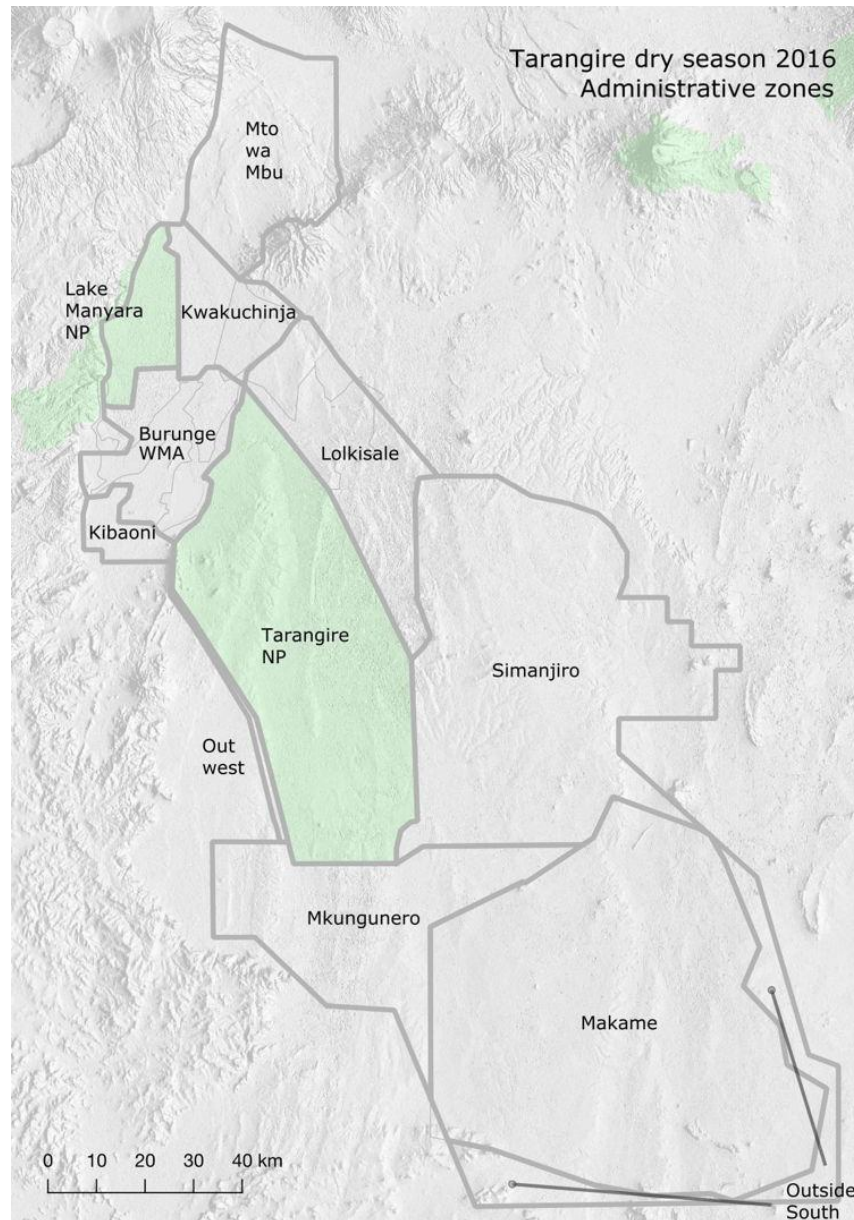 Tarangire dry season 2016
Administrative zones
Mto
wa
Mbu
Lake
Manyara
NP
Kwakuchinja
Burunge
WMA
Lolkisale
Kibaoni
Tarangire
NP
Simanjiro
Out
west
Mkungunero
Makame
0 10 20 30 40 km
Outside
South